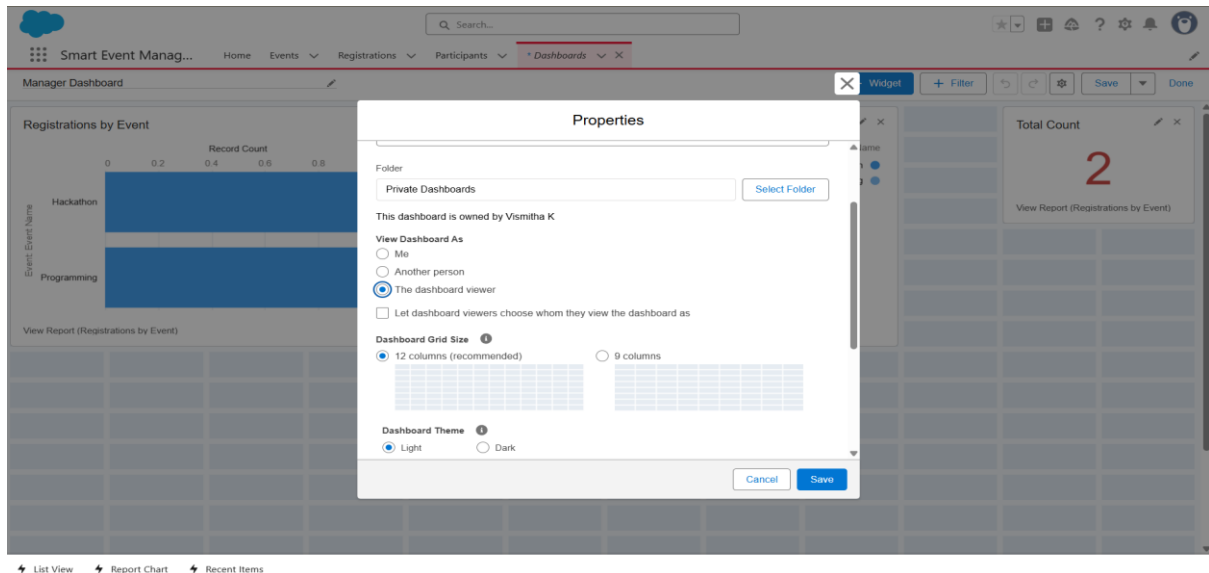 Search...
Smart Event Manag...
Home Events Registrations Participants * Dashboards
Manager Dashboard
Widget + Filter Save Done
Registrations by Event
Record Count
0 0.2 0.4 0.6 0.8
Event Event Name
Hackathon
Programming
View Report (Registrations by Event)
Properties
Folder
Private Dashboards Select Folder
This dashboard is owned by Vismitha K
View Dashboard As
Me
Another person
The dashboard viewer
Let dashboard viewers choose whom they view the dashboard as
Dashboard Grid Size
12 columns (recommended) 9 columns
Dashboard Theme
Light Dark
Cancel Save
Total Count
2
View Report (Registrations by Event)
List View Report Chart Recent Items